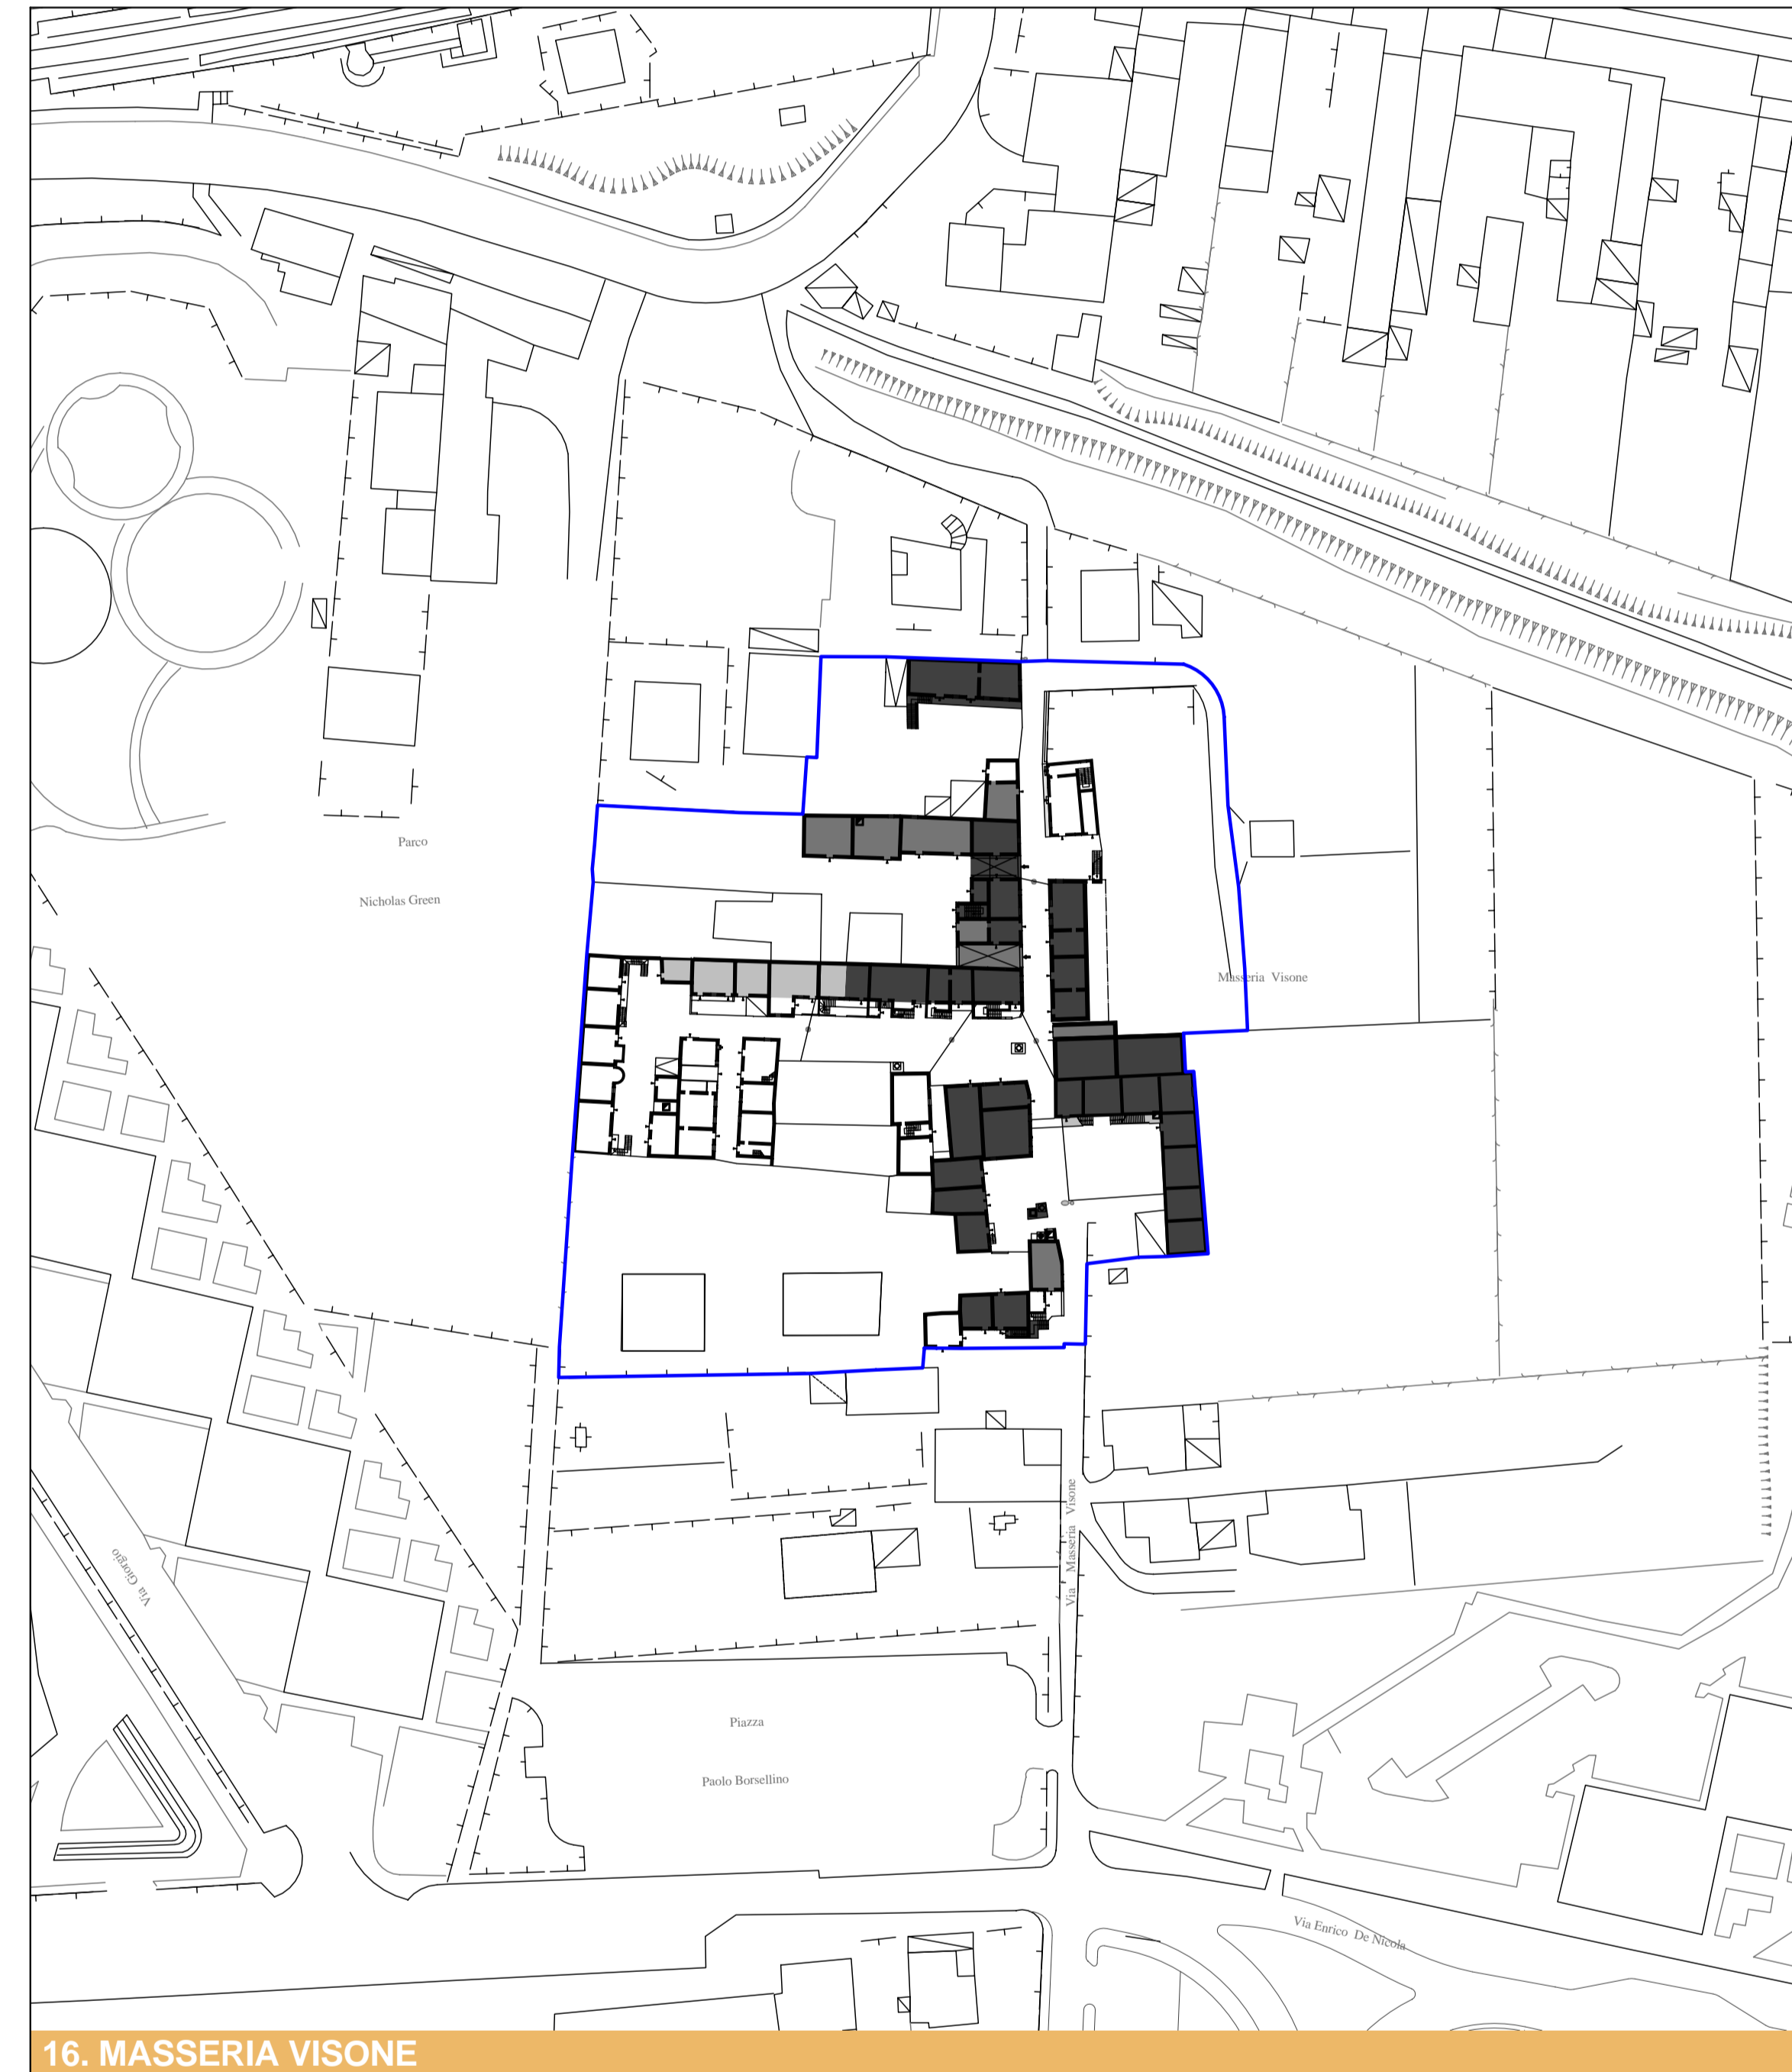 Parco
Nicholas Green
Masseria Visone
Via Masseria Visone
Via Giorgio
Piazza
Paolo Borsellino
Via Enrico De Nicola
16. MASSERIA VISONE